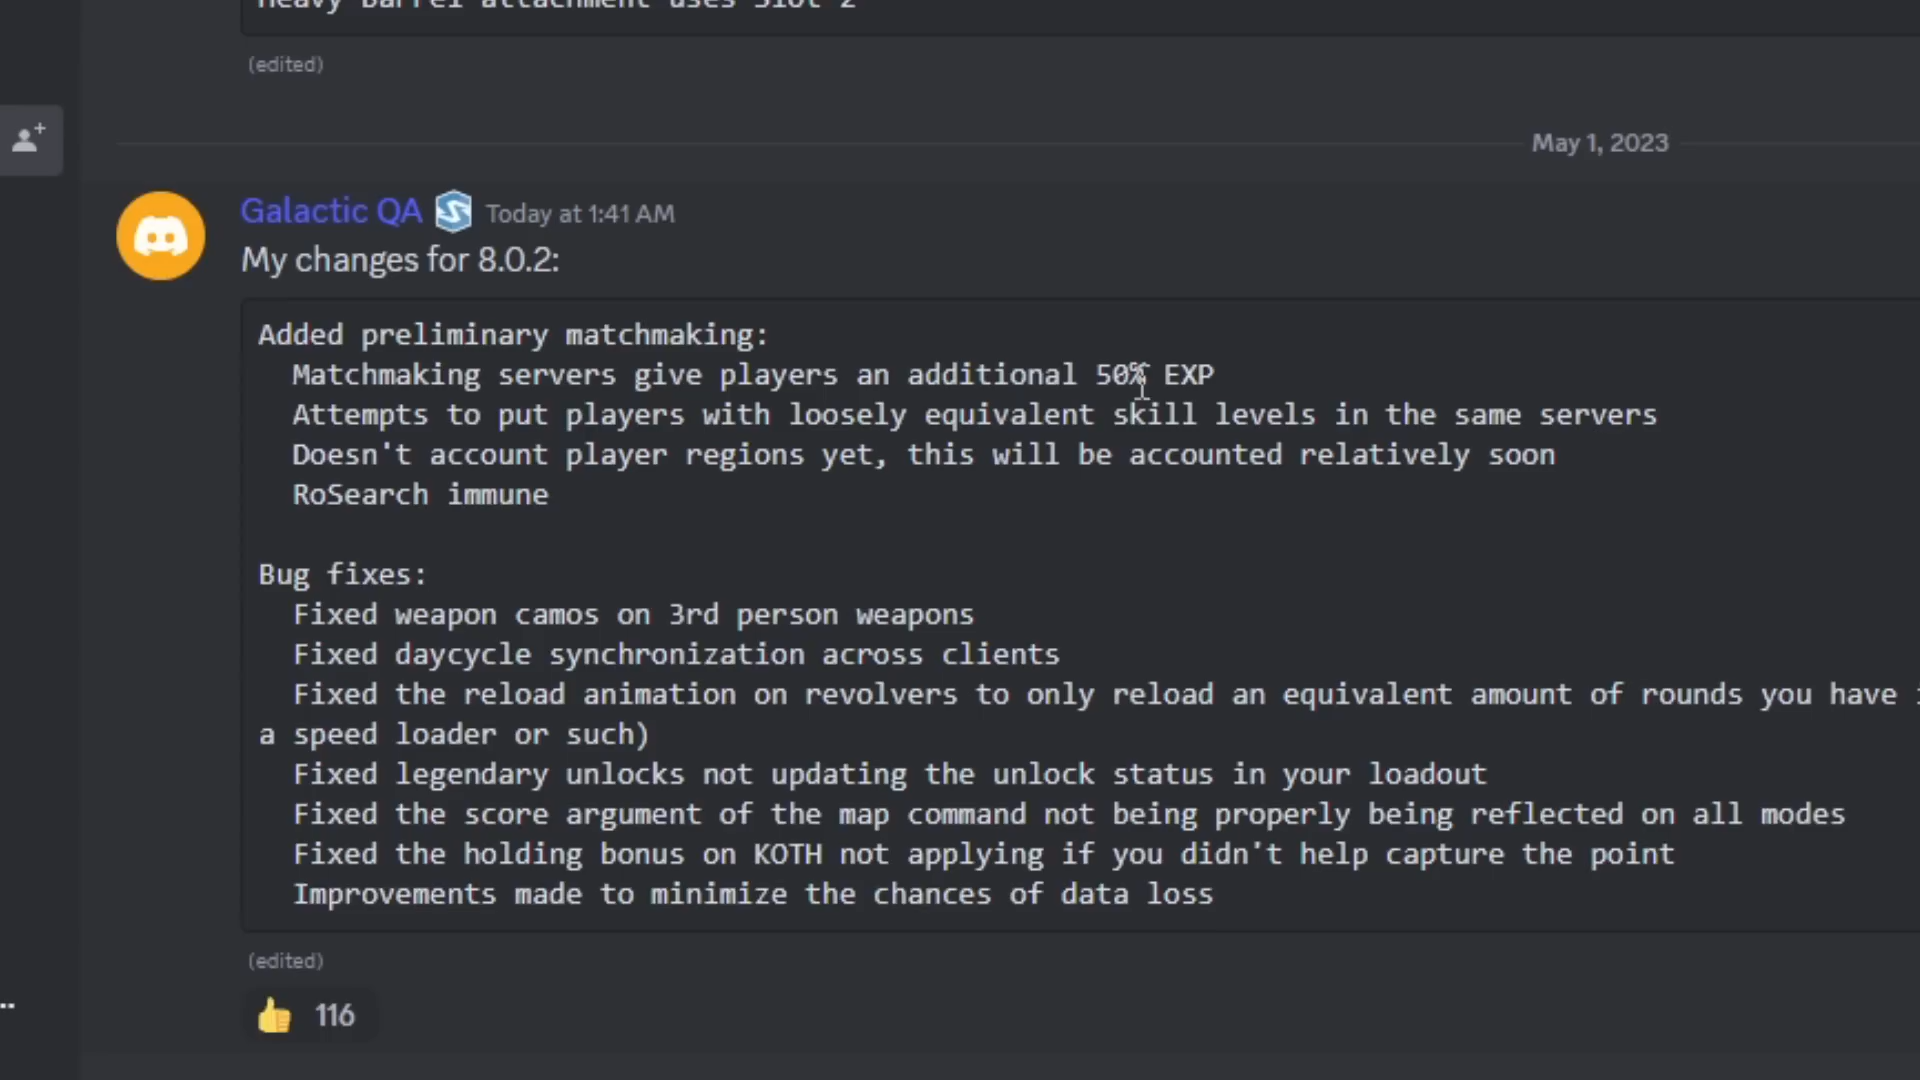 Heavy Barrel attachment uses Slot 2
(edited)
May 1, 2023
Galactic QA Today at 1:41 AM
My changes for 8.0.2:
Added preliminary matchmaking:
Matchmaking servers give players an additional 50% EXP
Attempts to put players with loosely equivalent skill levels in the same servers
Doesn't account player regions yet, this will be accounted relatively soon
RoSearch immune
Bug fixes:
Fixed weapon camos on 3rd person weapons
Fixed daycycle synchronization across clients
Fixed the reload animation on revolvers to only reload an equivalent amount of rounds you have
a speed loader or such)
Fixed legendary unlocks not updating the unlock status in your loadout
Fixed the score argument of the map command not being properly being reflected on all modes
Fixed the holding bonus on KOTH not applying if you didn't help capture the point
Improvements made to minimize the chances of data loss
(edited)
116